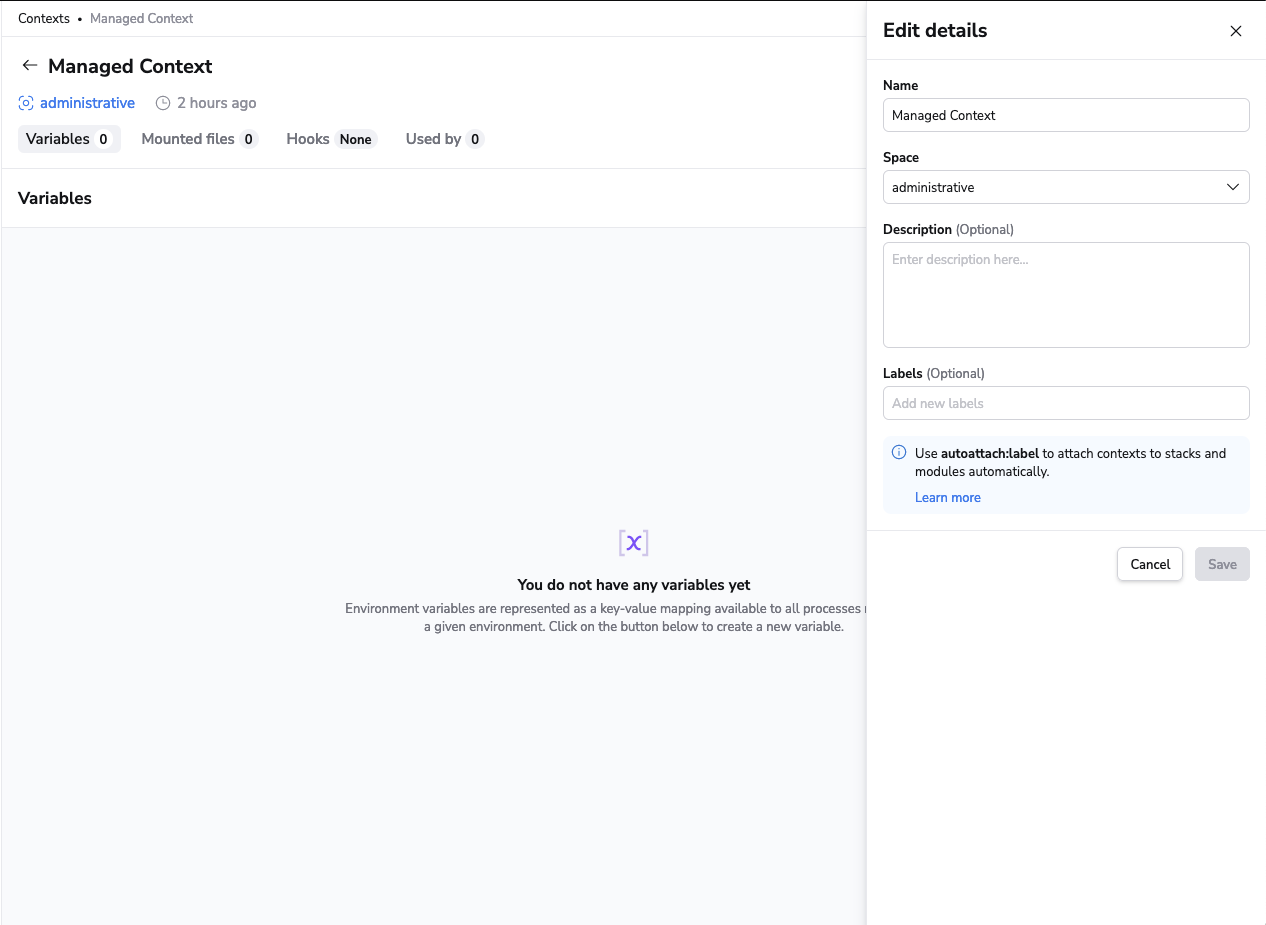 Contexts • Managed Context
Managed Context
administrative 2 hours ago
Variables 0 Mounted files 0 Hooks None Used by 0
Variables
[x]
You do not have any variables yet
Environment variables are represented as a key-value mapping available to all processes
a given environment. Click on the button below to create a new variable.
Edit details
Name
Managed Context
Space
administrative
Description (Optional)
Enter description here...
Labels (Optional)
Add new labels
Use autoattach:label to attach contexts to stacks and
modules automatically.
Learn more
Cancel Save